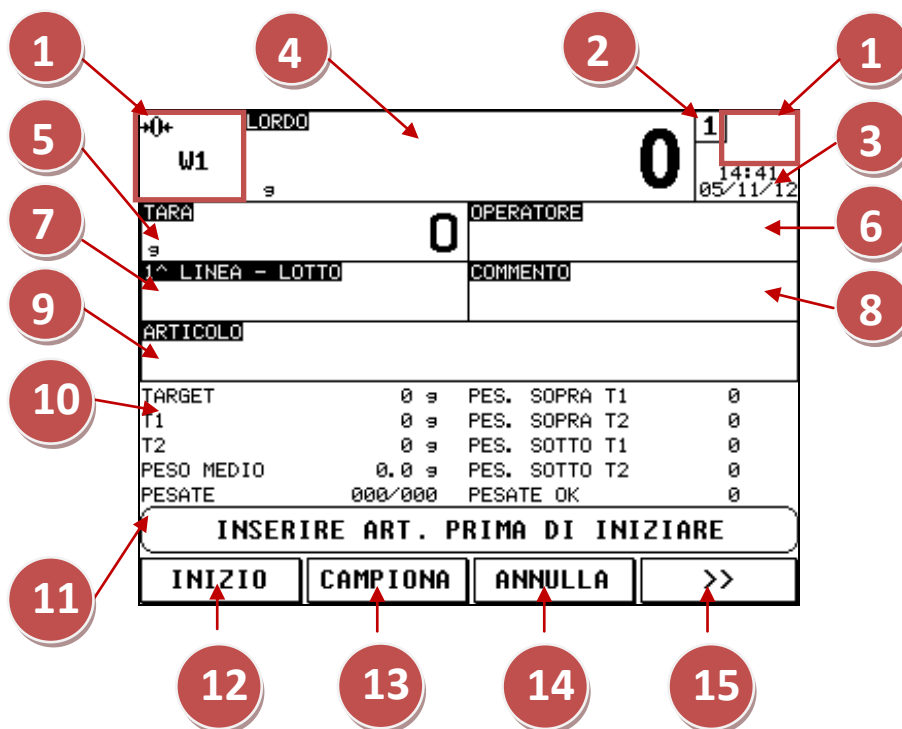 1 4 2 1
→0← LORDO 0 1
W1
g
14:41
05/11/12
5 3
TARA 0 OPERATORE
g
7 6
1^ LINEA - LOTTO COMMENTO
9 8
ARTICOLO
10
TARGET 0 g PES. SOPRA T1 0
T1 0 g PES. SOPRA T2 0
T2 0 g PES. SOTTO T1 0
PESO MEDIO 0.0 g PES. SOTTO T2 0
PESATE 000/000 PESATE OK 0
INSERIRE ART. PRIMA DI INIZIARE
11
INIZIO CAMPIONA ANNULLA >>
12 13 14 15